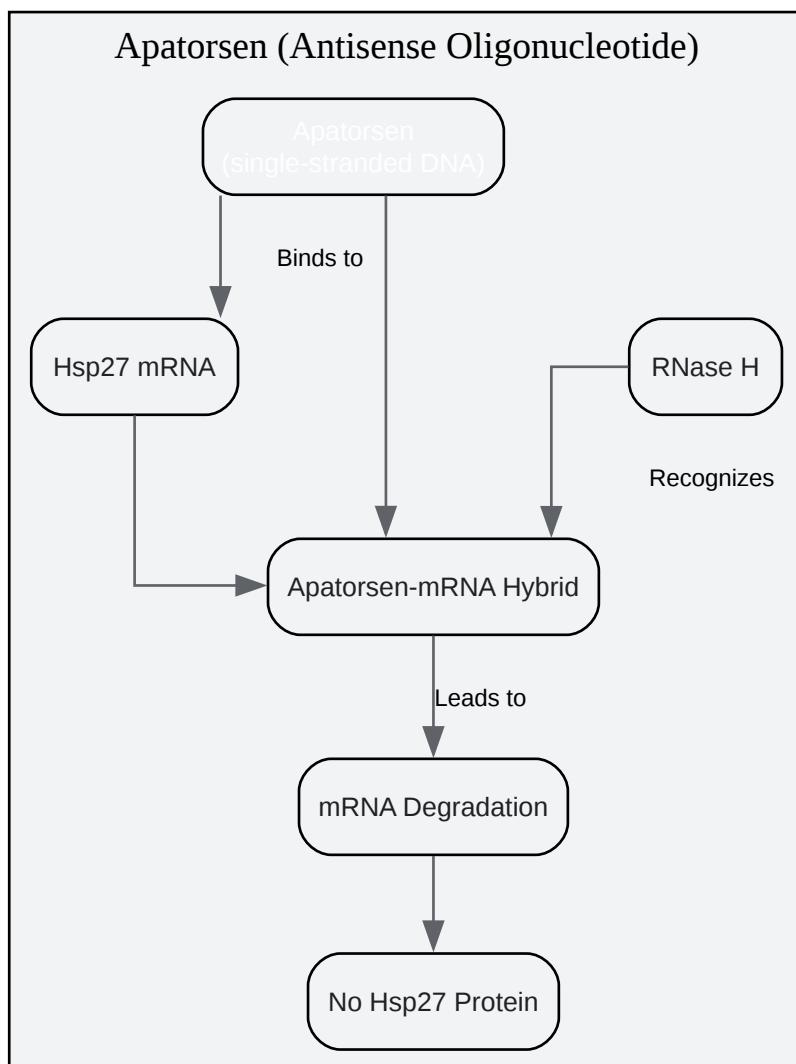 Apatorsen (Antisense Oligonucleotide)
Apatorsen
(single-stranded DNA)
Binds to
Hsp27 mRNA
RNase H
Recognizes
Apatorsen-mRNA Hybrid
Leads to
mRNA Degradation
No Hsp27 Protein